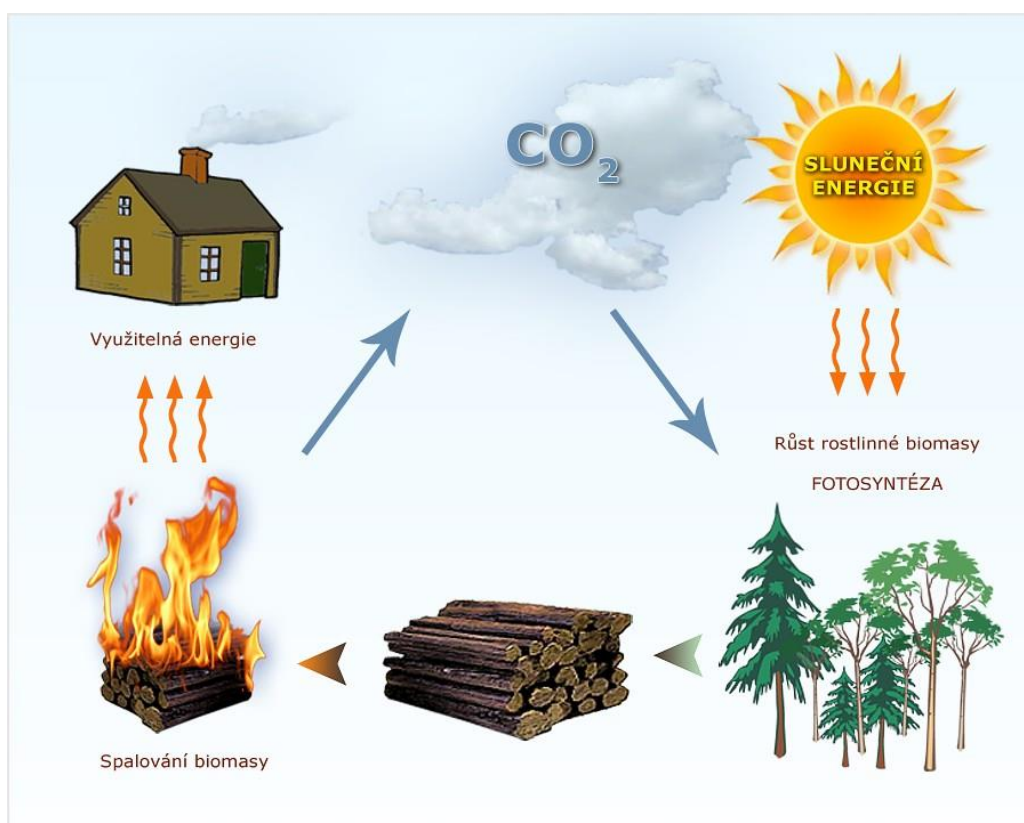 CO₂
SLUNEČNÍ
ENERGIE
Využitelná energie
Růst rostlinné biomasy
FOTOSYNTÉZA
Spalování biomasy